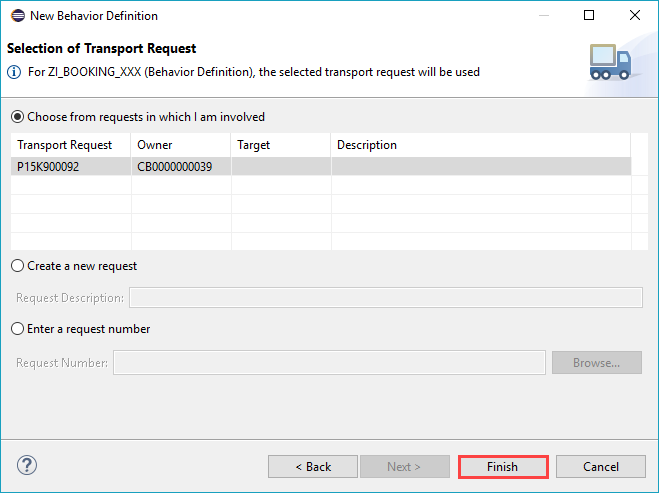 New Behavior Definition
Selection of Transport Request
For ZI_BOOKING_XXX (Behavior Definition), the selected transport request will be used
Choose from requests in which I am involved
Transport Request Owner Target Description
P15K900092 CB0000000039
Create a new request
Request Description:
Enter a request number
Request Number: Browse...
? < Back Next > Finish Cancel